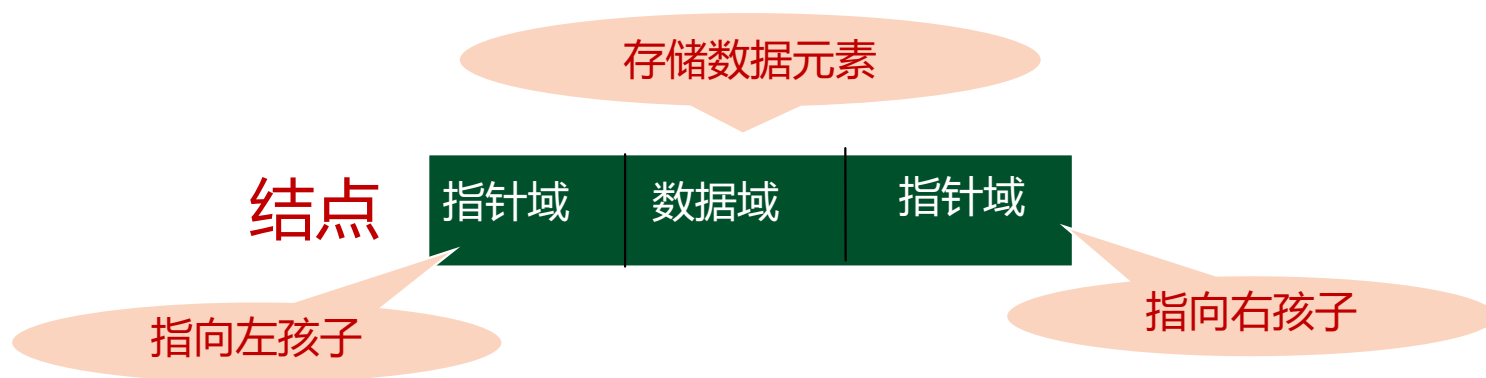 存储数据元素
结点
指针域
数据域
指针域
指向左孩子
指向右孩子